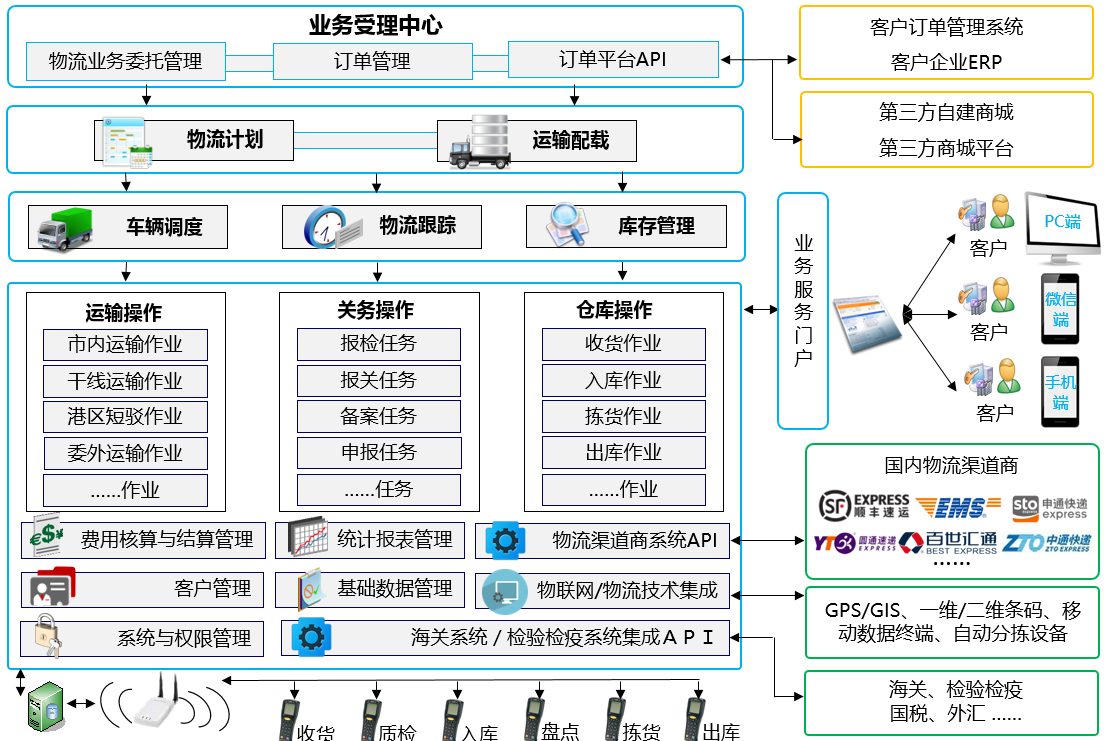 业务受理中心
物流业务委托管理
订单管理
订单平台API
客户订单管理系统
客户企业ERP
第三方自建商城
第三方商城平台
物流计划
运输配载
车辆调度
物流跟踪
库存管理
业务服务门户
客户
PC端
客户
微信
端
客户
手机
端
运输操作
市内运输作业
干线运输作业
港区短驳作业
委外运输作业
......作业
关务操作
报检任务
报关任务
备案任务
申报任务
......任务
仓库操作
收货作业
入库作业
拣货作业
出库作业
......作业
费用核算与结算管理
统计报表管理
物流渠道商系统API
客户管理
基础数据管理
物联网/物流技术集成
系统与权限管理
海关系统 / 检验检疫系统集成ＡＰＩ
国内物流渠道商
SF EXPRESS
顺丰速运
EMS
sto 申通快递
express
YTO 圆通速递
EXPRESS
百世汇通
BEST EXPRESS
ZTO 中通快递
ZTO EXPRESS
......
GPS/GIS、一维/二维条码、移
动数据终端、自动分拣设备
海关、检验检疫
国税、外汇 ......
收货
质检
入库
盘点
拣货
出库